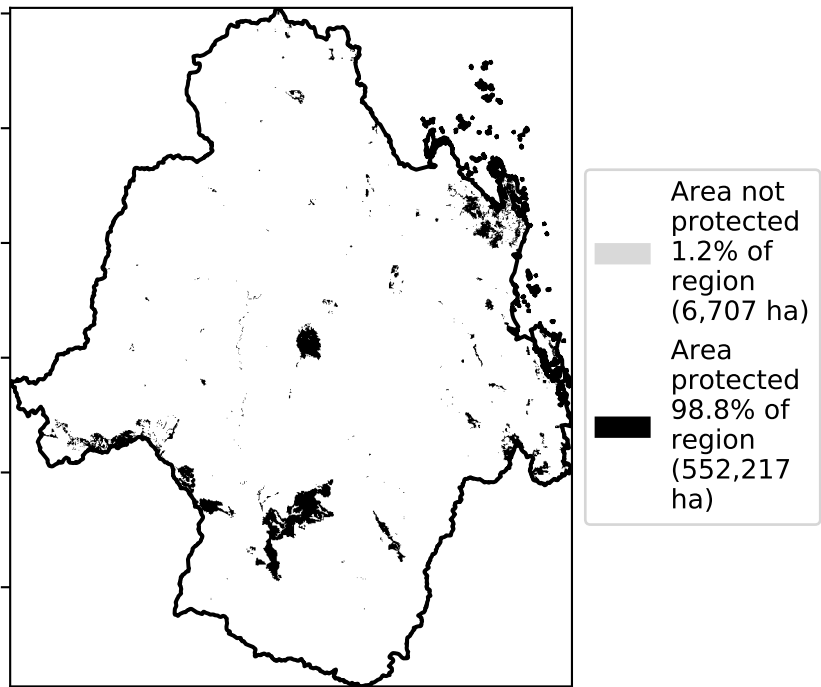 Area not
protected
1.2% of
region
(6,707 ha)
Area
protected
98.8% of
region
(552,217
ha)